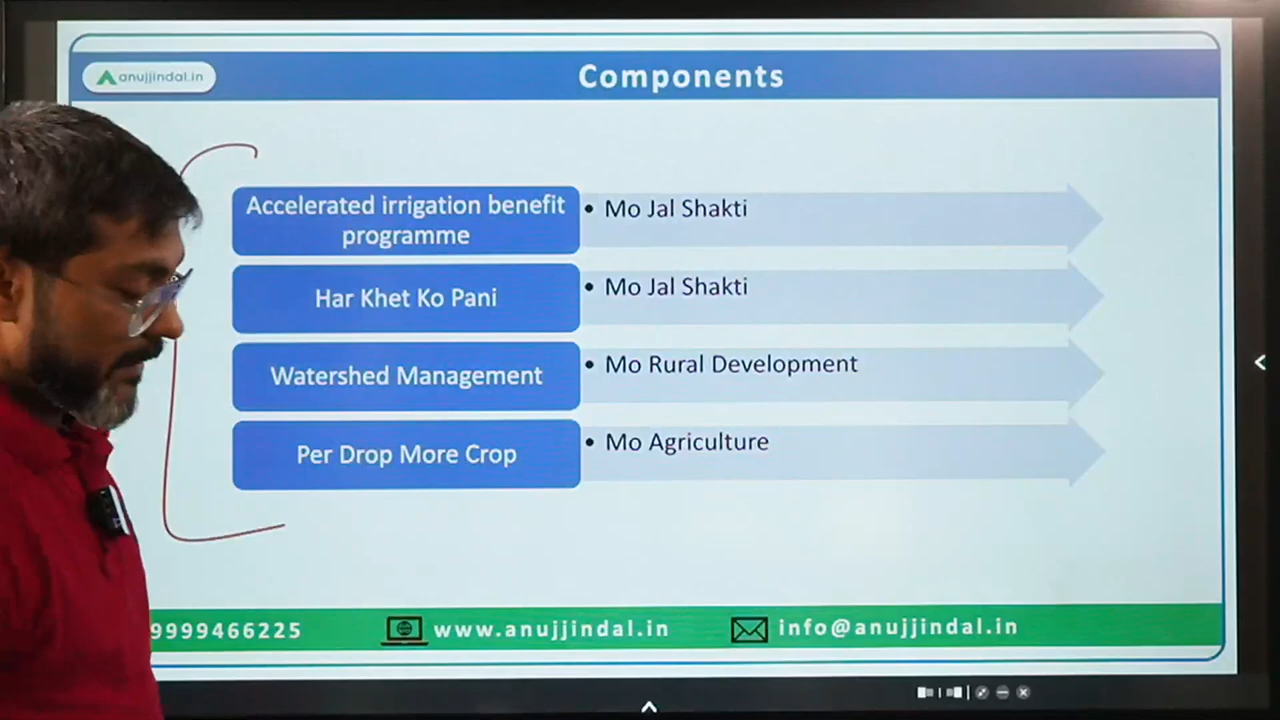 anujjindal.in
Components
Accelerated irrigation benefit
programme
• Mo Jal Shakti
Har Khet Ko Pani
• Mo Jal Shakti
Watershed Management
• Mo Rural Development
Per Drop More Crop
• Mo Agriculture
9999466225
www.anujjindal.in
info@anujjindal.in